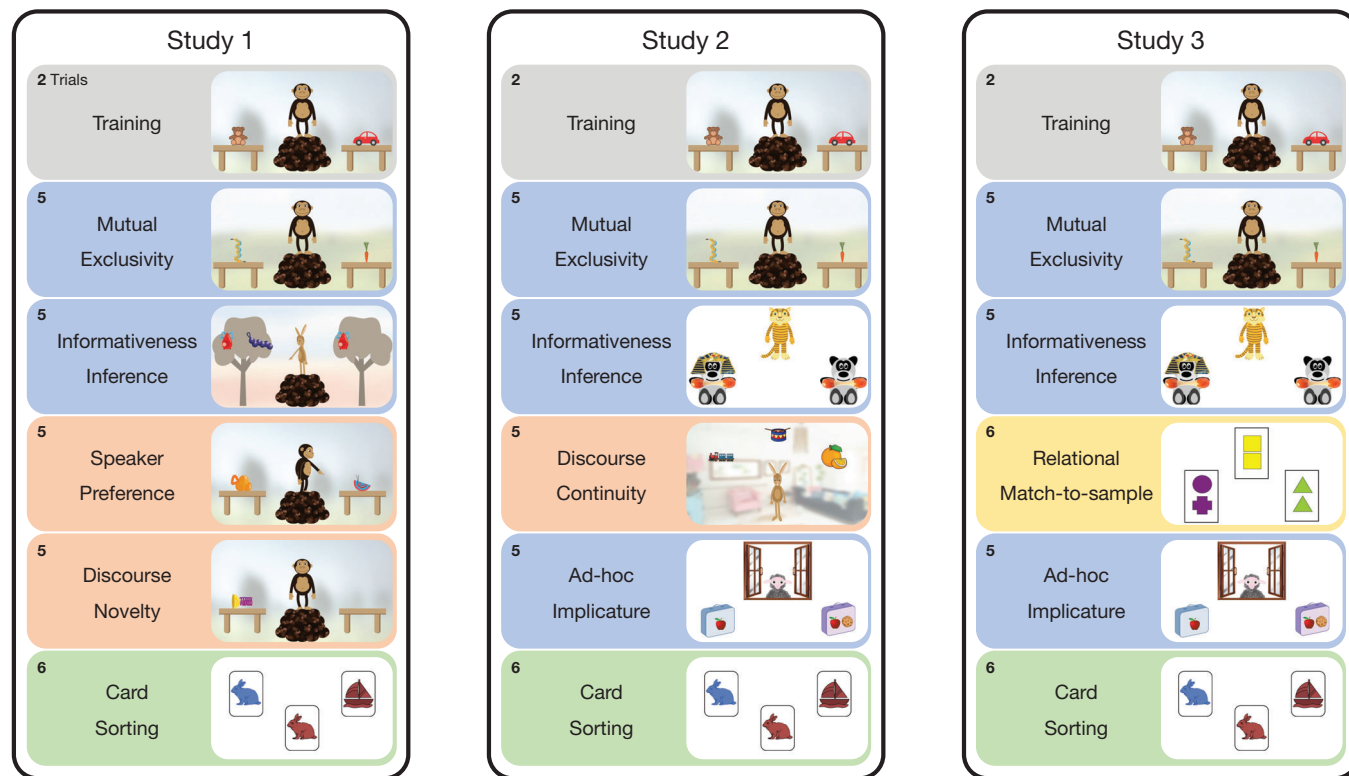 Study 1
2 Trials
Training
5
Mutual
Exclusivity
5
Informativeness
Inference
5
Speaker
Preference
5
Discourse
Novelty
6
Card
Sorting
Study 2
2
Training
5
Mutual
Exclusivity
5
Informativeness
Inference
5
Discourse
Continuity
5
Ad-hoc
Implicature
6
Card
Sorting
Study 3
2
Training
5
Mutual
Exclusivity
5
Informativeness
Inference
6
Relational
Match-to-sample
5
Ad-hoc
Implicature
6
Card
Sorting